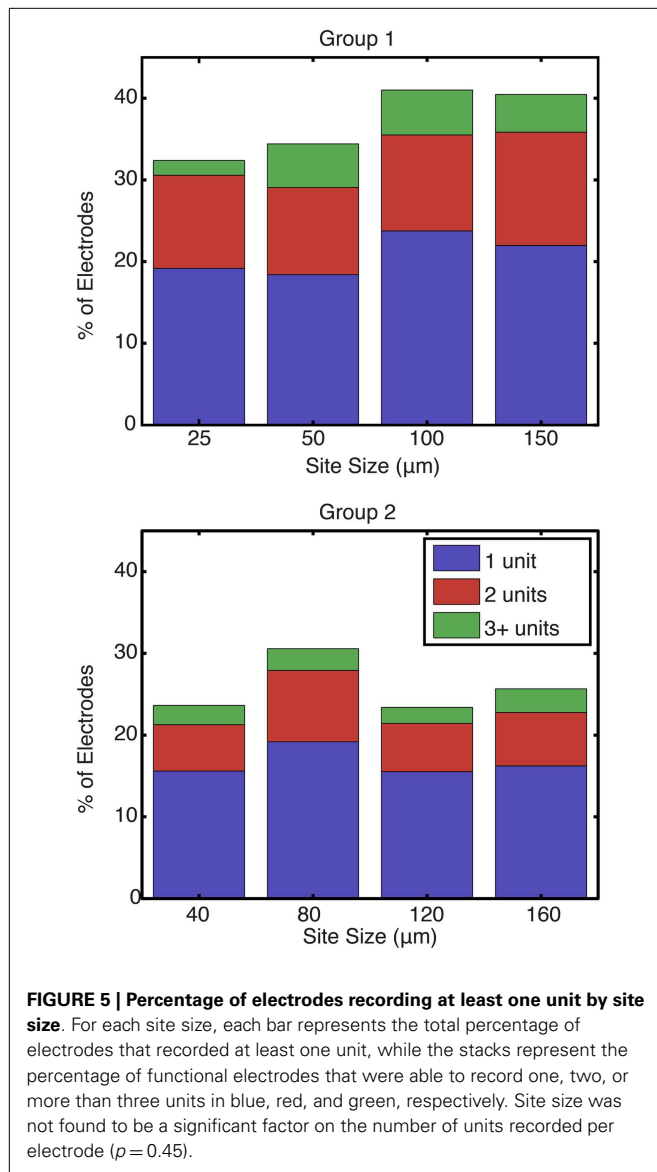 Group 1
40
30
20
10
0
% of Electrodes
25 50 100 150
Site Size (µm)
Group 2
40
30
20
10
0
% of Electrodes
1 unit
2 units
3+ units
40 80 120 160
Site Size (µm)
FIGURE 5 | Percentage of electrodes recording at least one unit by site
size. For each site size, each bar represents the total percentage of
electrodes that recorded at least one unit, while the stacks represent the
percentage of functional electrodes that were able to record one, two, or
more than three units in blue, red, and green, respectively. Site size was
not found to be a significant factor on the number of units recorded per
electrode (p = 0.45).